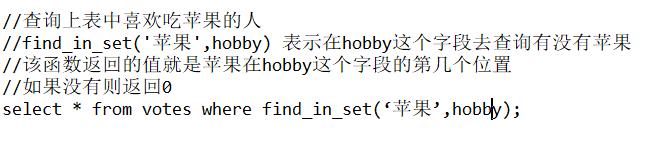 //查询上表中喜欢吃苹果的人
//find_in_set('苹果',hobby) 表示在hobby这个字段去查询有没有苹果
//该函数返回的值就是苹果在hobby这个字段的第几个位置
//如果没有则返回0
select * from votes where find_in_set(‘苹果’,hobby);